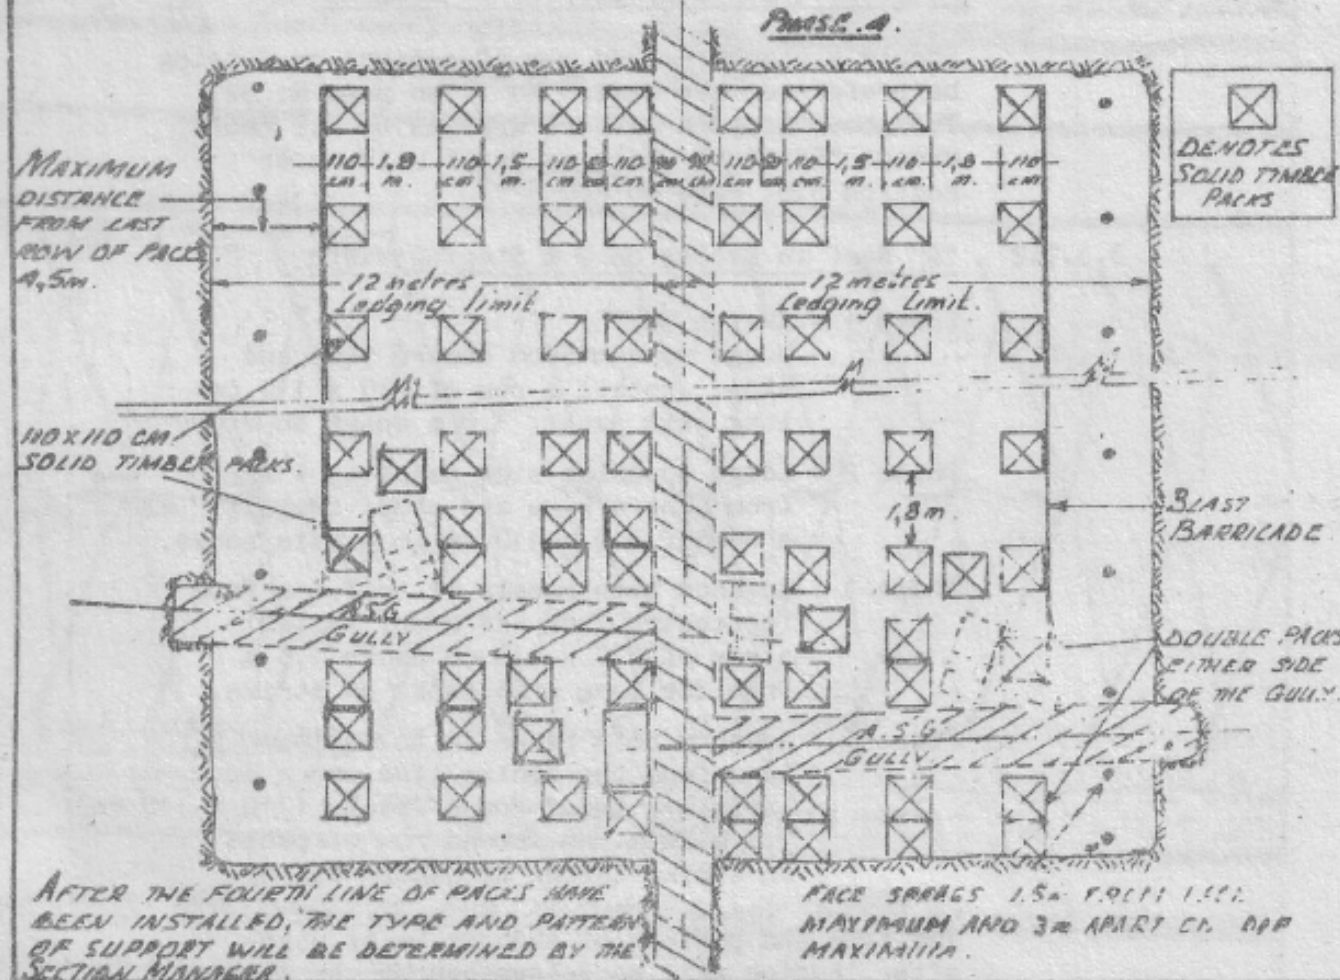 PHASE.A.
DENOTES
SOLID TIMBER
PACKS
MAXIMUM
DISTANCE
FROM LAST
ROW OF PACKS.
4,5m.
110 1.8 110 1,5 110 110 110 110 1,5 110 1,8 110
cm m. cm m. cm cm cm cm cm. m. cm. m. cm
12 metres
Ledging limit
12 metres
Ledging Limit.
110 X 110 CM
SOLID TIMBER PACKS.
1,8m
BLAST
BARRICADE
A.S.G
GULLY
DOUBLE PACKS
EITHER SIDE
OF THE GULLY
A.S.G
GULLY
AFTER THE FOURTH LINE OF PACKS HAVE
BEEN INSTALLED, THE TYPE AND PATTERN
OF SUPPORT WILL BE DETERMINED BY THE
SECTION MANAGER.
FACE SPRAGS 1.5m
MAXIMUM AND 3m APART ON DIP
MAXIMUM.